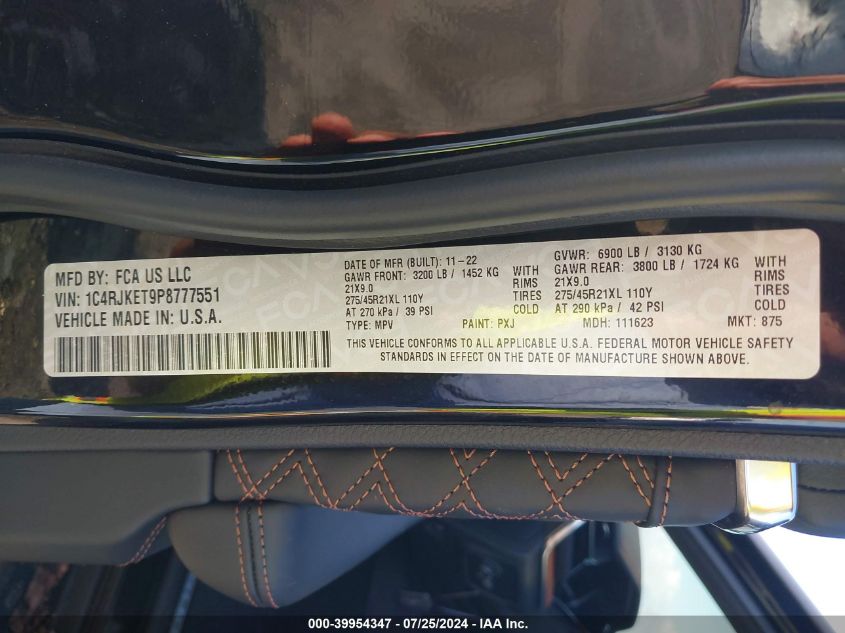 MFD BY: FCA US LLC
VIN: 1C4RJKET9P8777551
VEHICLE MADE IN: U.S.A.
DATE OF MFR (BUILT): 11-22
GAWR FRONT: 3200 LB / 1452 KG WITH
21X9.0 RIMS
275/45R21XL 110Y TIRES
AT 270 kPa / 39 PSI COLD
TYPE: MPV PAINT: PXJ
GVWR: 6900 LB / 3130 KG
GAWR REAR: 3800 LB / 1724 KG WITH
21X9.0 RIMS
275/45R21XL 110Y TIRES
AT 290 kPa / 42 PSI COLD
MDH: 111623 MKT: 875
THIS VEHICLE CONFORMS TO ALL APPLICABLE U.S.A. FEDERAL MOTOR VEHICLE SAFETY
STANDARDS IN EFFECT ON THE DATE OF MANUFACTURE SHOWN ABOVE.
000-39954347 / 07/25/2024 - IAA Inc.